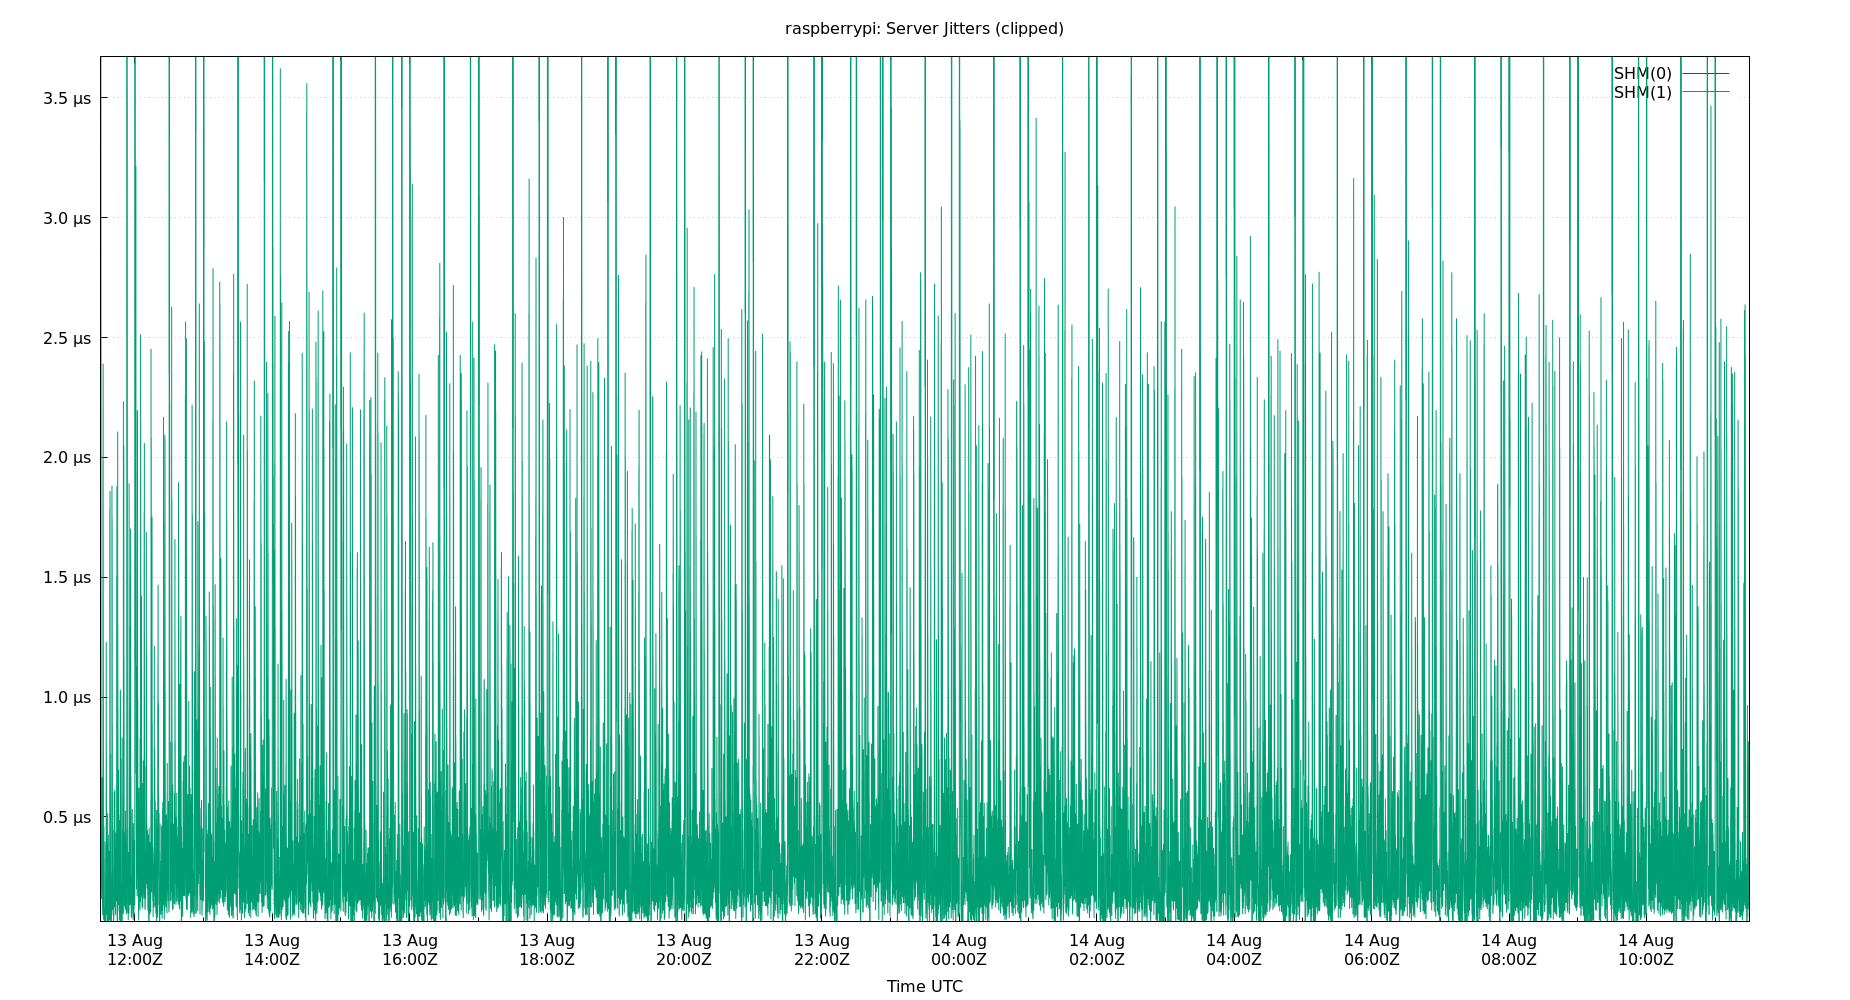 raspberrypi: Server Jitters (clipped)
SHM(0)
SHM(1)
3.5 µs
3.0 µs
2.5 µs
2.0 µs
1.5 µs
1.0 µs
0.5 µs
13 Aug 13 Aug 13 Aug 13 Aug 13 Aug 13 Aug 14 Aug 14 Aug 14 Aug 14 Aug 14 Aug 14 Aug
12:00Z 14:00Z 16:00Z 18:00Z 20:00Z 22:00Z 00:00Z 02:00Z 04:00Z 06:00Z 08:00Z 10:00Z
Time UTC